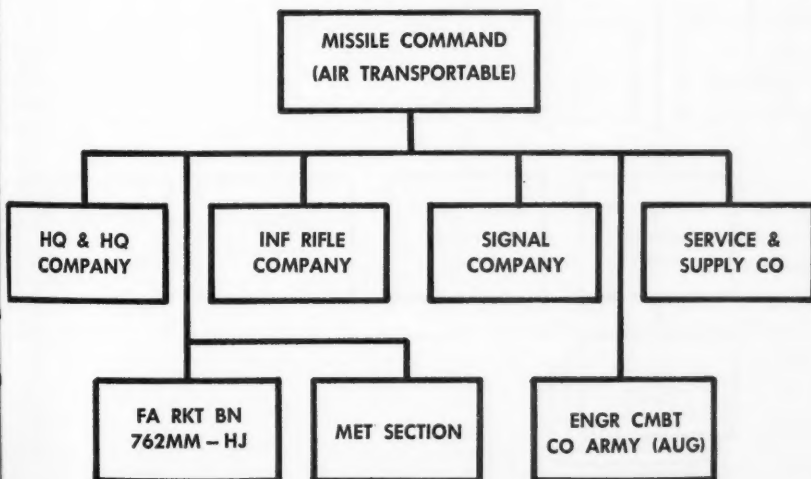 MISSILE COMMAND
(AIR TRANSPORTABLE)
HQ & HQ
COMPANY
INF RIFLE
COMPANY
SIGNAL
COMPANY
SERVICE &
SUPPLY CO
FA RKT BN
762MM – HJ
MET SECTION
ENGR CMBT
CO ARMY (AUG)